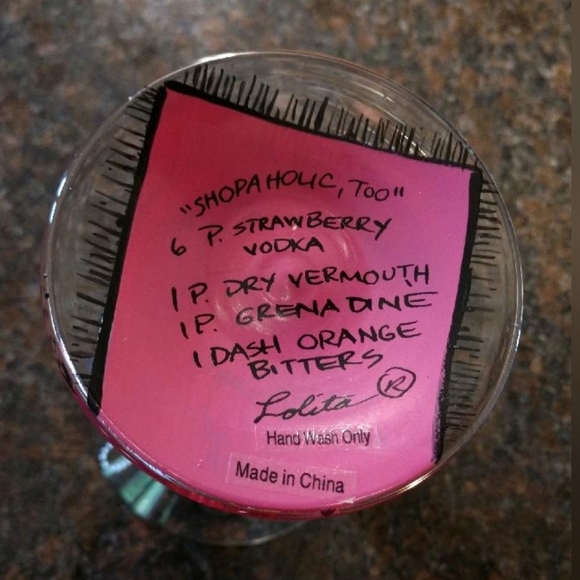 "SHOPAHOLIC, TOO"
6 P. STRAWBERRY
VODKA
1 P. DRY VERMOUTH
1 P. GRENADINE
1 DASH ORANGE
BITTERS
Lolita ®
Hand Wash Only
Made in China